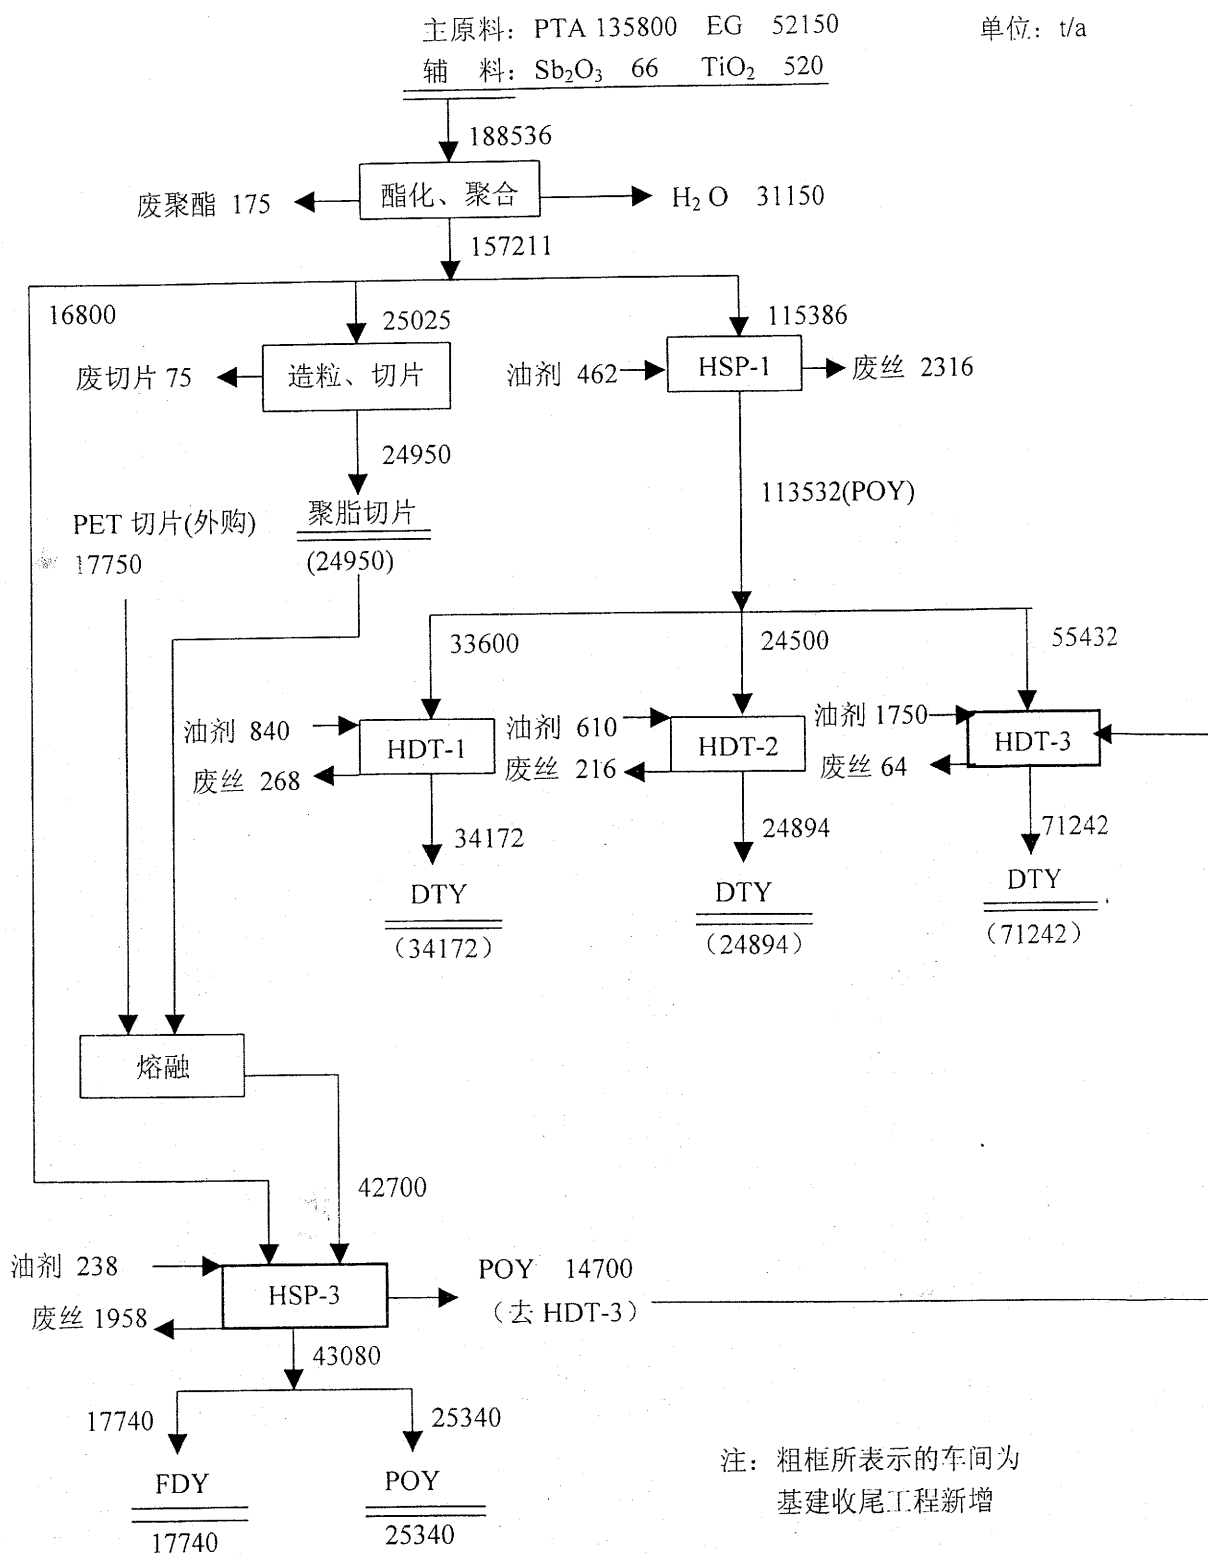 主原料：PTA 135800 EG 52150 单位：t/a
辅 料：Sb₂O₃ 66 TiO₂ 520
188536
废聚酯 175
酯化、聚合
H₂O 31150
157211
16800
25025
115386
废切片 75
造粒、切片
油剂 462
HSP-1
废丝 2316
24950
113532(POY)
PET 切片(外购)
17750
聚脂切片
(24950)
33600
24500
55432
油剂 840
HDT-1
废丝 268
油剂 610
HDT-2
废丝 216
油剂 1750
HDT-3
废丝 64
34172
24894
71242
DTY
(34172)
DTY
(24894)
DTY
(71242)
熔融
42700
油剂 238
HSP-3
废丝 1958
POY 14700
（去 HDT-3）
43080
17740
25340
FDY
17740
POY
25340
注：粗框所表示的车间为
基建收尾工程新增